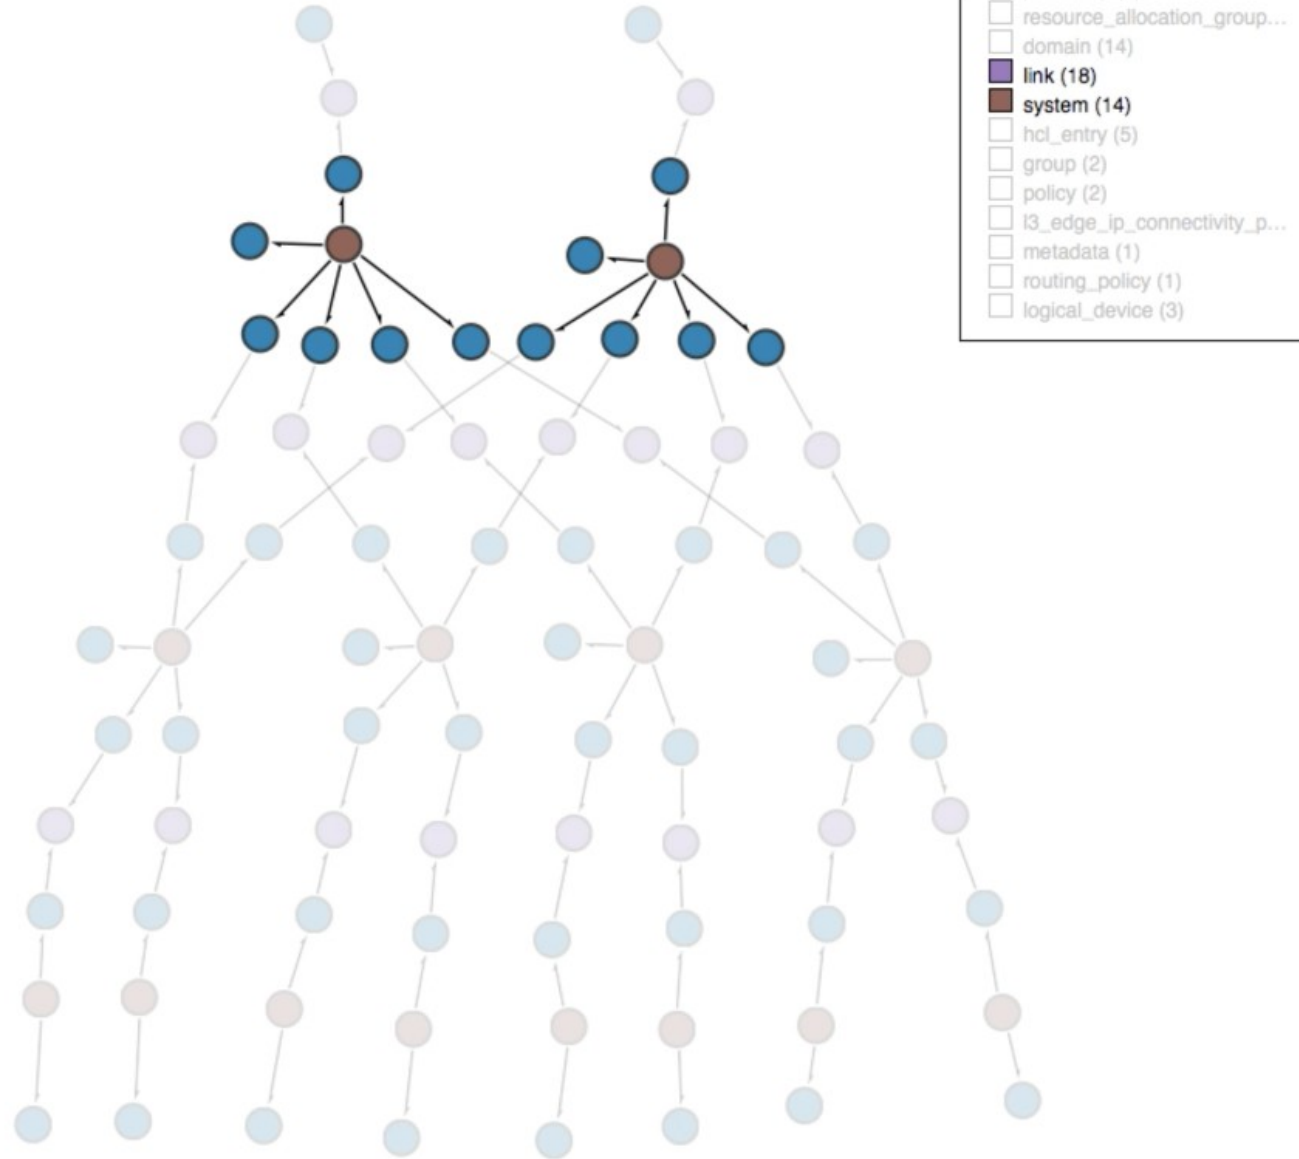 resource_allocation_group...
domain (14)
link (18)
system (14)
hcl_entry (5)
group (2)
policy (2)
l3_edge_ip_connectivity_p...
metadata (1)
routing_policy (1)
logical_device (3)